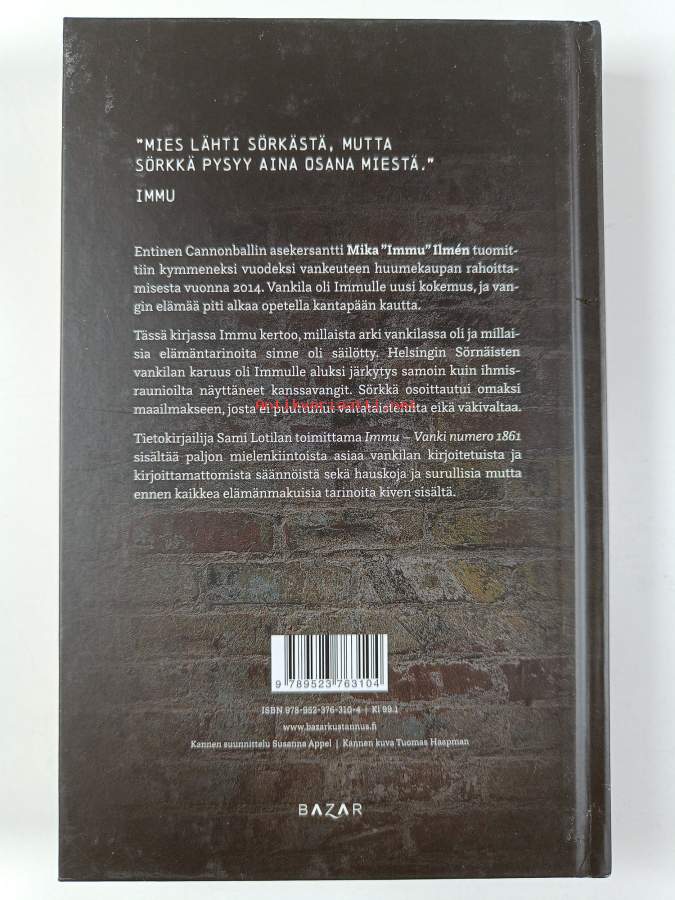 "MIES LÄHTI SÖRKÄSTÄ, MUTTA
SÖRKKÄ PYSYY AINA OSANA MIESTÄ."
IMMU
Entinen Cannonballin asekersantti Mika "Immu" Ilmén tuomit-
tiin kymmeneksi vuodeksi vankeuteen huumekaupan rahoitta-
misesta vuonna 2014. Vankila oli Immulle uusi kokemus, ja van-
gin elämää piti alkaa opetella kantapään kautta.
Tässä kirjassa Immu kertoo, millaista arki vankilassa oli ja millai-
sia elämäntarinoita sinne oli säilötty. Helsingin Sörnäisten
vankilan karuus oli Immulle aluksi järkytys samoin kuin ihmis-
raunioilta näyttäneet kanssavangit. Sörkkä osoittautui omaksi
maailmakseen, josta ei puuttunut valtataisteluita eikä väkivaltaa.
Tietokirjailija Sami Lotilan toimittama Immu – Vanki numero 1861
sisältää paljon mielenkiintoista asiaa vankilan kirjoitetuista ja
kirjoittamattomista säännöistä sekä hauskoja ja surullisia mutta
ennen kaikkea elämänmakuisia tarinoita kiven sisältä.
9 789523 763104
ISBN 978-952-376-310-4 | Kl 99.1
www.bazarkustannus.fi
Kannen suunnittelu Susanna Appel | Kannen kuva Tuomas Haapman
BAZAR